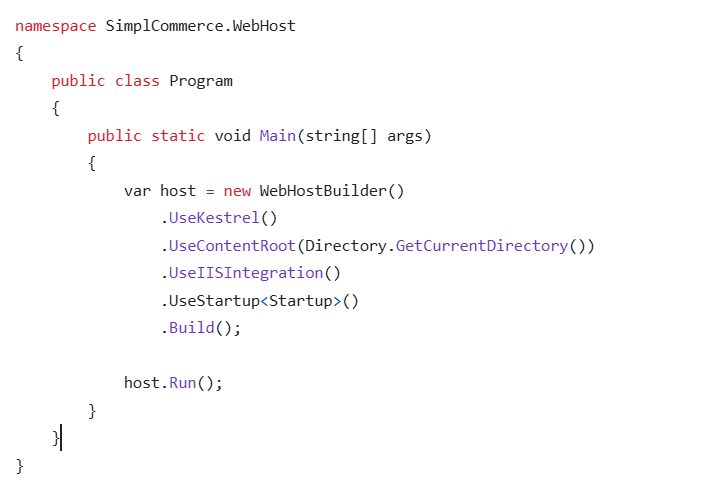 namespace SimplCommerce.WebHost
{
    public class Program
    {
        public static void Main(string[] args)
        {
            var host = new WebHostBuilder()
                .UseKestrel()
                .UseContentRoot(Directory.GetCurrentDirectory())
                .UseIISIntegration()
                .UseStartup<Startup>()
                .Build();

            host.Run();
        }
    }
}